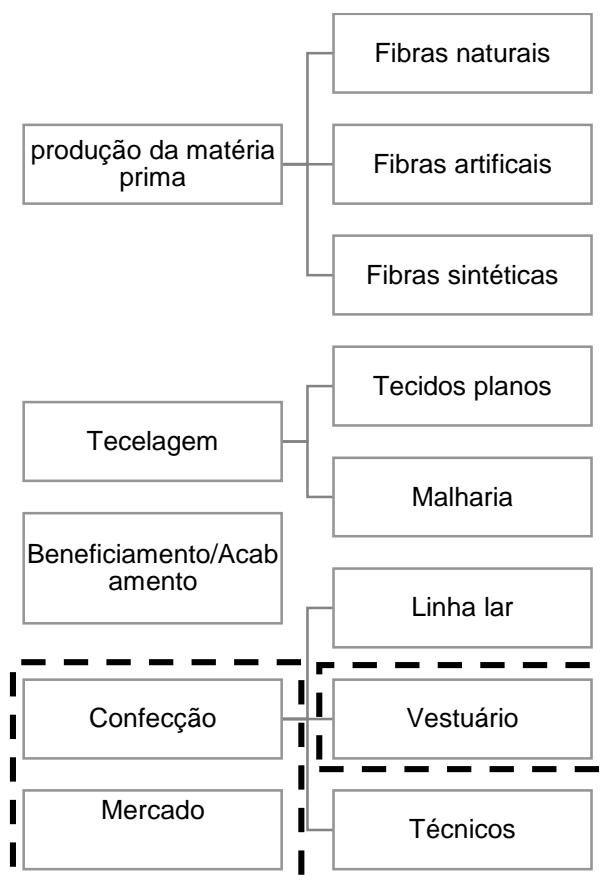 produção da matéria
prima
Fibras naturais
Fibras artificais
Fibras sintéticas
Tecelagem
Tecidos planos
Malharia
Beneficiamento/Acab
amento
Confecção
Linha lar
Vestuário
Técnicos
Mercado